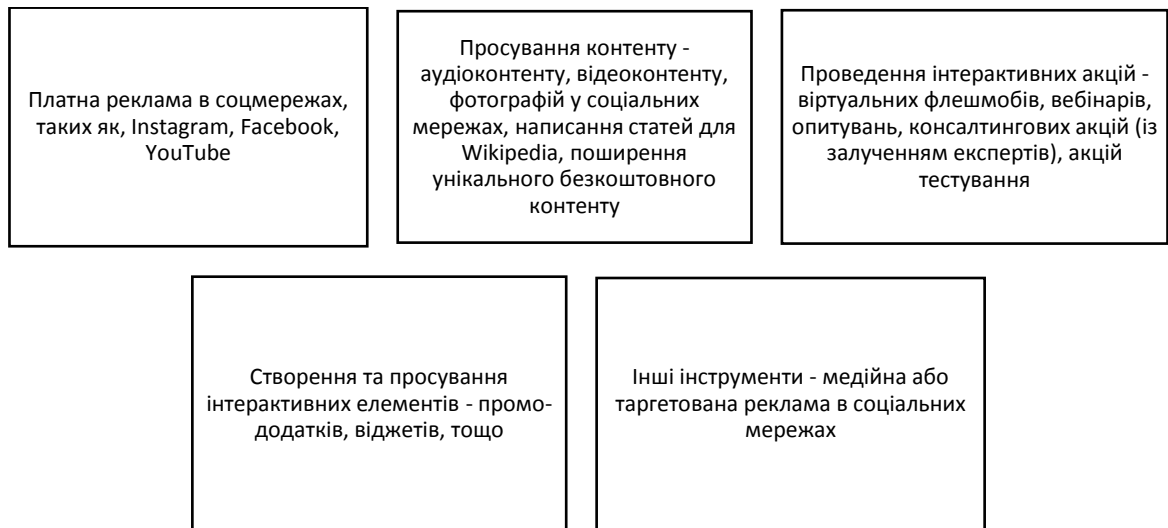 Платна реклама в соцмережах,
таких як, Instagram, Facebook,
YouTube
Просування контенту -
аудіоконтенту, відеоконтенту,
фотографій у соціальних
мережах, написання статей для
Wikipedia, поширення
унікального безкоштовного
контенту
Проведення інтерактивних акцій -
віртуальних флешмобів, вебінарів,
опитувань, консалтингових акцій (із
залученням експертів), акцій
тестування
Створення та просування
інтерактивних елементів - промо-
додатків, віджетів, тощо
Інші інструменти - медійна або
таргетована реклама в соціальних
мережах